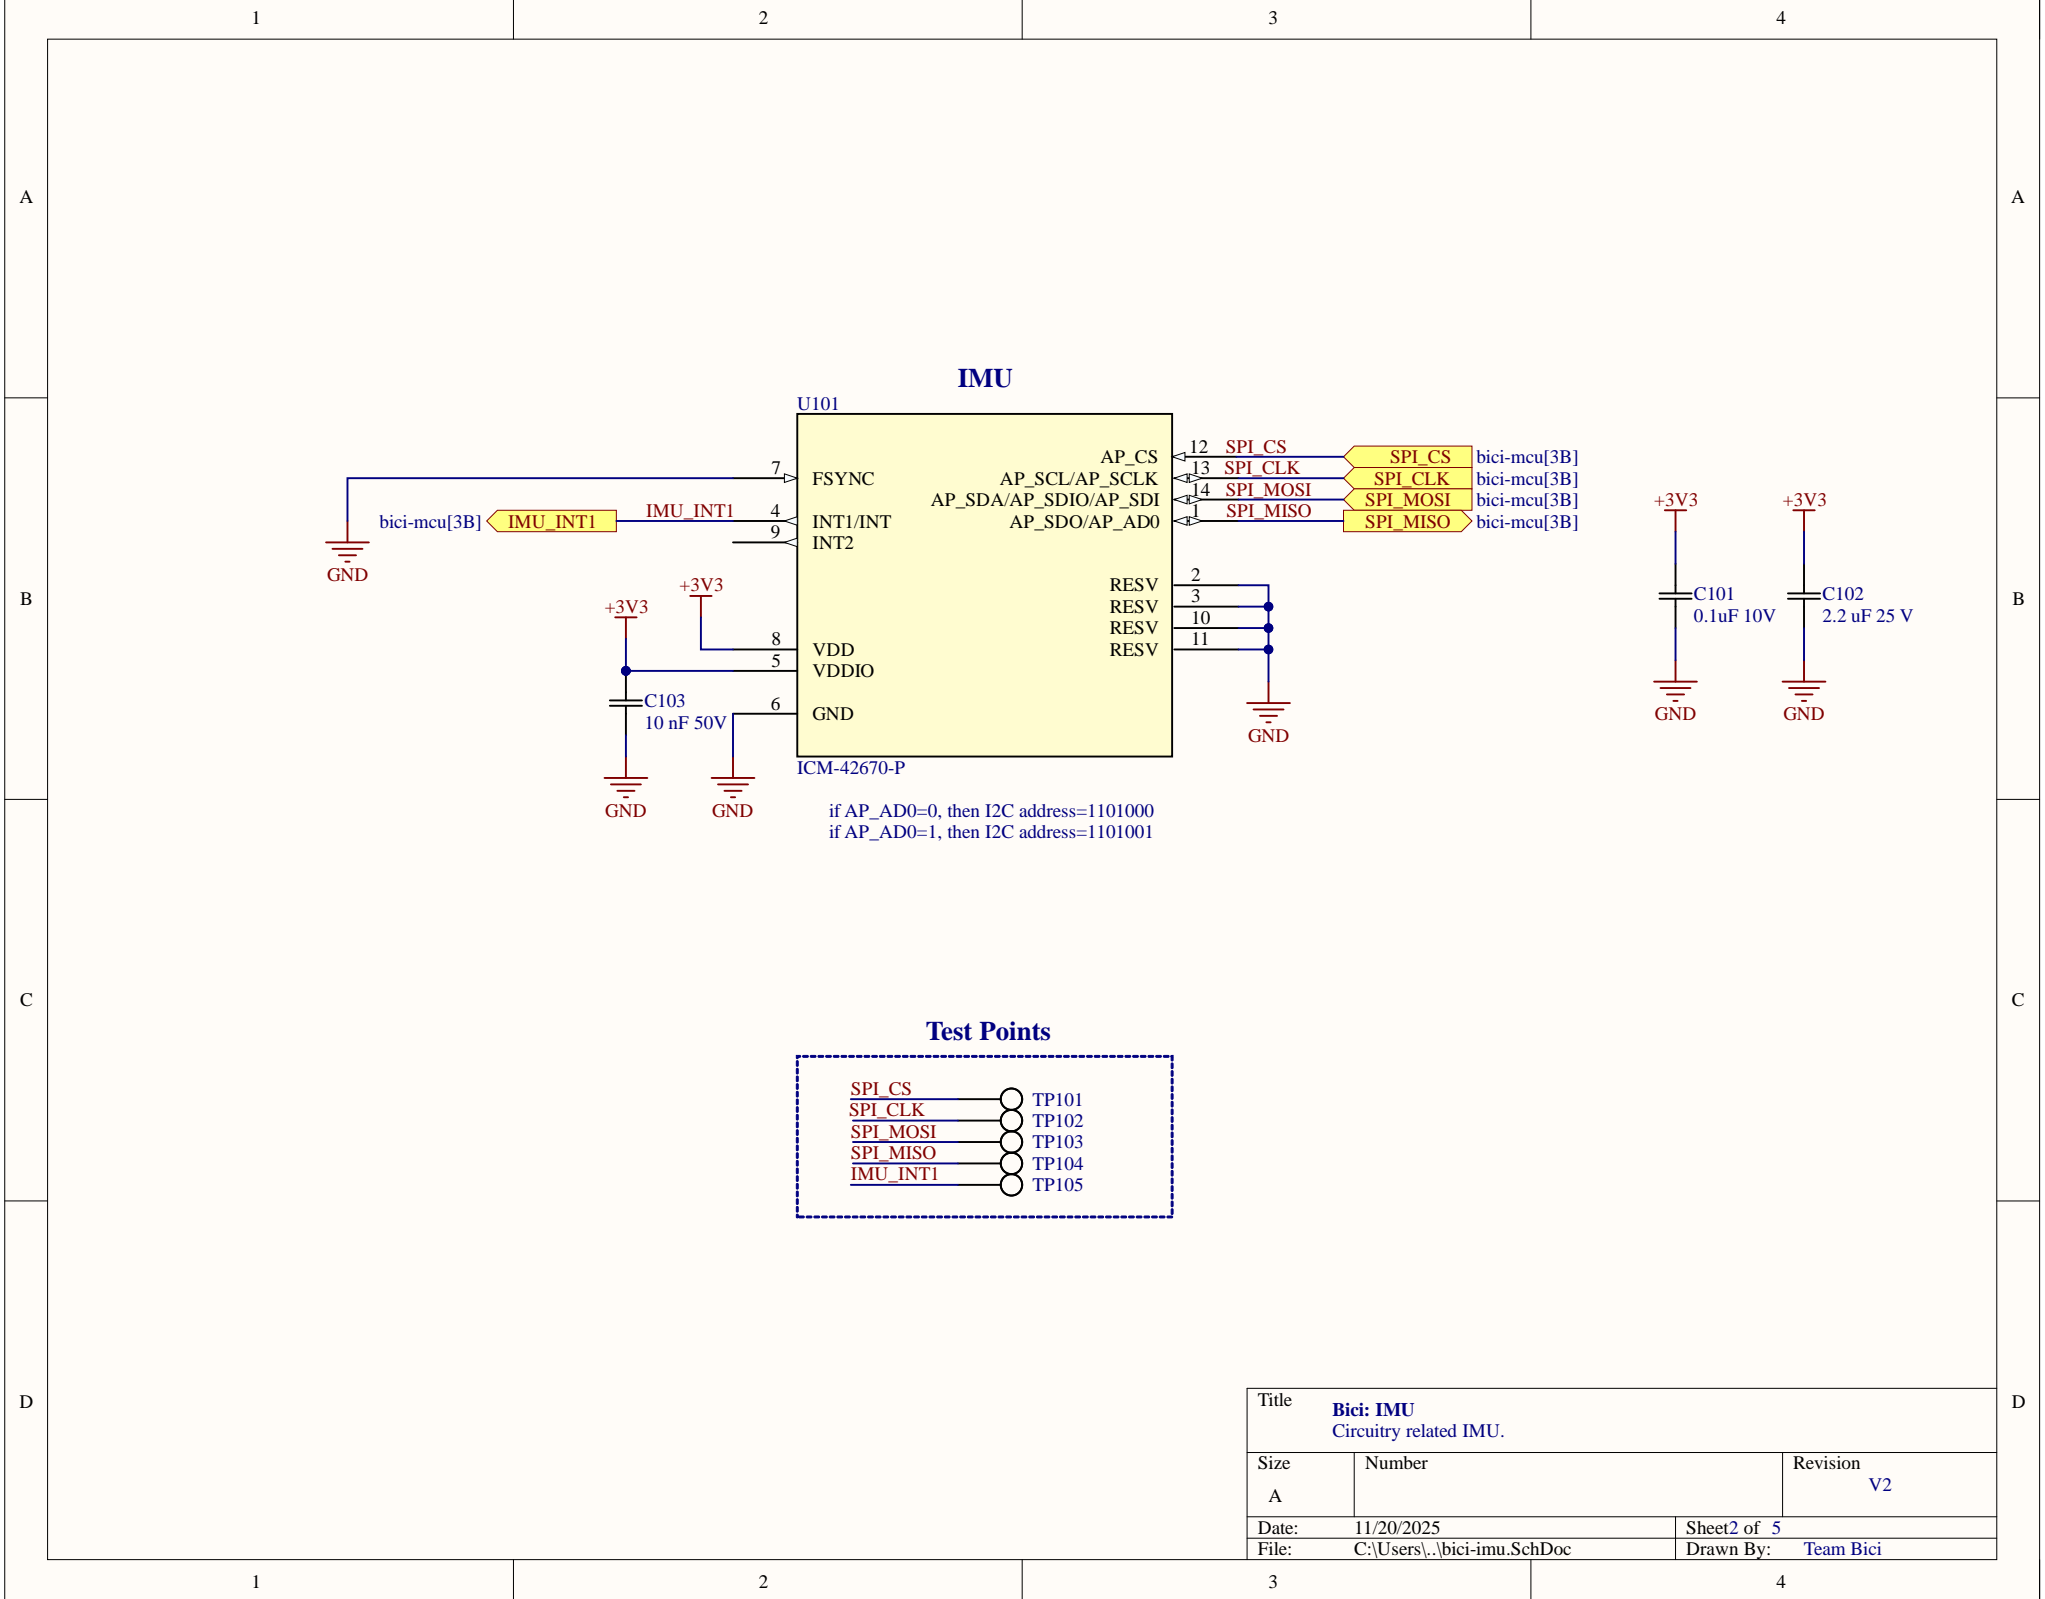 1 2 3 4
A A
IMU
U101
7 FSYNC
4 INT1/INT
9 INT2
8 VDD
5 VDDIO
6 GND
AP_CS 12 SPI_CS
AP_SCL/AP_SCLK 13 SPI_CLK
AP_SDA/AP_SDIO/AP_SDI 14 SPI_MOSI
AP_SDO/AP_AD0 1 SPI_MISO
RESV 2
RESV 3
RESV 10
RESV 11
ICM-42670-P
GND
bici-mcu[3B] IMU_INT1 IMU_INT1
+3V3
+3V3
C103
10 nF 50V
GND
GND
SPI_CS bici-mcu[3B]
SPI_CLK bici-mcu[3B]
SPI_MOSI bici-mcu[3B]
SPI_MISO bici-mcu[3B]
GND
+3V3
C101
0.1uF 10V
GND
+3V3
C102
2.2 uF 25 V
GND
B B
if AP_AD0=0, then I2C address=1101000
if AP_AD0=1, then I2C address=1101001
C C
Test Points
SPI_CS TP101
SPI_CLK TP102
SPI_MOSI TP103
SPI_MISO TP104
IMU_INT1 TP105
D D
Title
Bici: IMU
Circuitry related IMU.
Size
A
Number
Revision
V2
Date: 11/20/2025
Sheet2 of 5
File: C:\Users\..\bici-imu.SchDoc
Drawn By: Team Bici
1 2 3 4